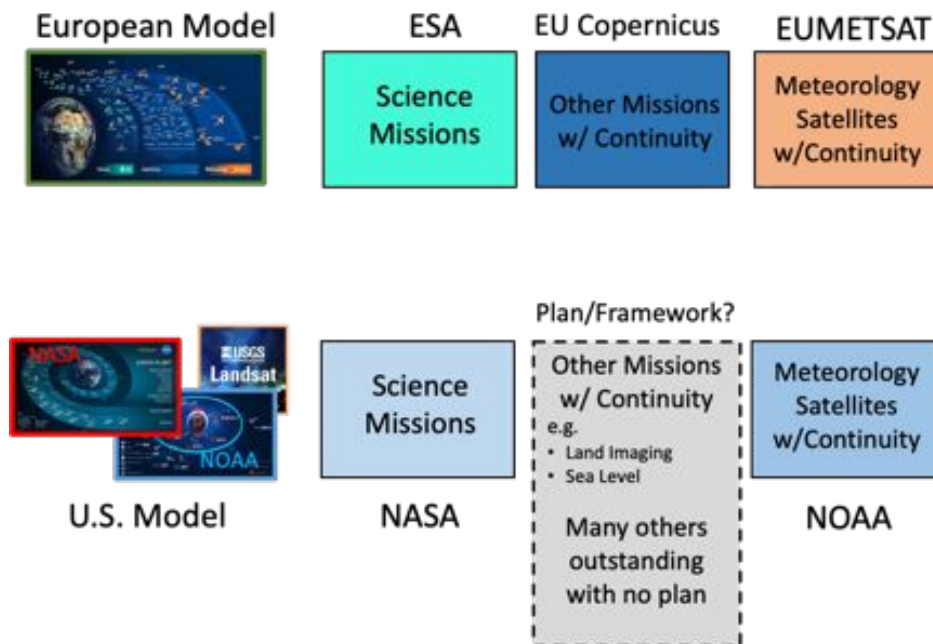 European Model
ESA
EU Copernicus
EUMETSAT
Science
Missions
Other Missions
w/ Continuity
Meteorology
Satellites
w/Continuity
Plan/Framework?
NASA
USGS
Landsat
NOAA
Science
Missions
Other Missions
w/ Continuity
e.g.
• Land Imaging
• Sea Level
Many others
outstanding
with no plan
Meteorology
Satellites
w/Continuity
U.S. Model
NASA
NOAA